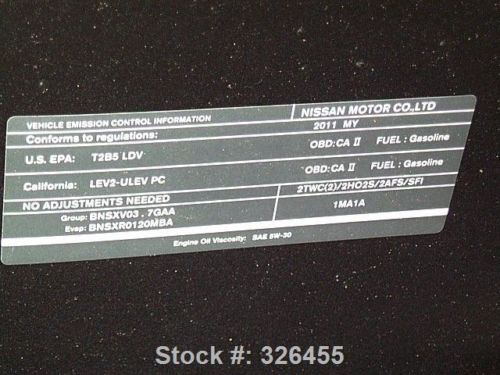 VEHICLE EMISSION CONTROL INFORMATION NISSAN MOTOR CO.,LTD
Conforms to regulations: 2011 MY
U.S. EPA: T2B5 LDV OBD:CA II FUEL : Gasoline
California: LEV2-ULEV PC OBD:CA II FUEL : Gasoline
NO ADJUSTMENTS NEEDED 2TWC(2)/2HO2S/2AFS/SFI
Group: BNSXV03.7GAA 1MA1A
Evap: BNSXR0120MBA
Engine Oil Viscosity: SAE 5W-30
Stock #: 326455